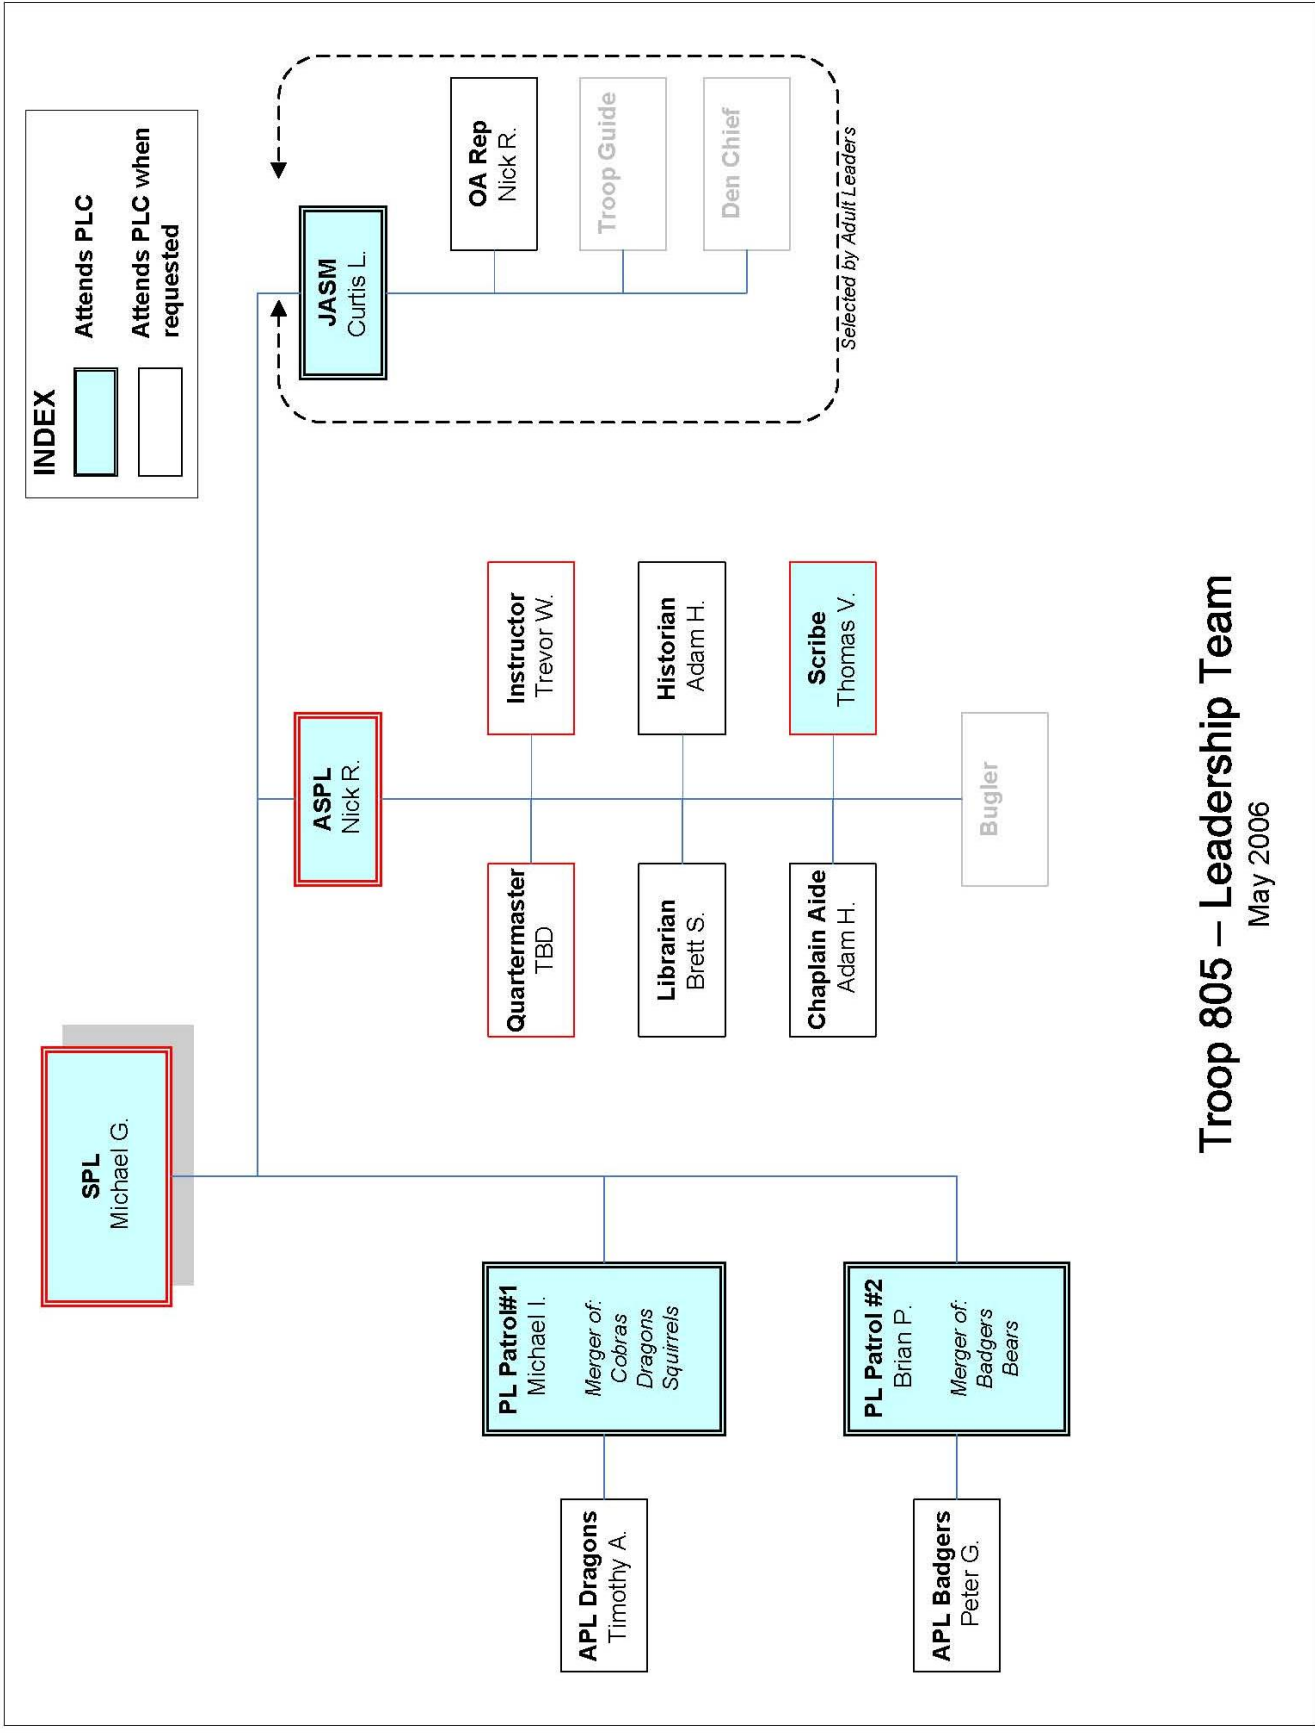 INDEX
Attends PLC
Attends PLC when
requested
SPL
Michael G.
ASPL
Nick R.
JASM
Curtis L.
PL Patrol#1
Michael I.
Merger of:
Cobras
Dragons
Squirrels
APL Dragons
Timothy A.
PL Patrol #2
Brian P.
Merger of:
Badgers
Bears
APL Badgers
Peter G.
Quartermaster
TBD
Instructor
Trevor W.
Librarian
Brett S.
Historian
Adam H.
Chaplain Aide
Adam H.
Scribe
Thomas V.
Bugler
OA Rep
Nick R.
Troop Guide
Den Chief
Selected by Adult Leaders
Troop 805 – Leadership Team
May 2006